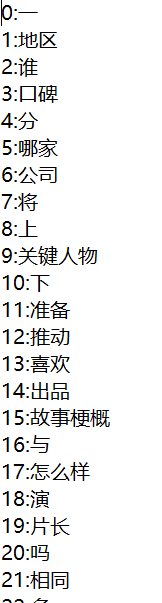 0:一
1:地区
2:谁
3:口碑
4:分
5:哪家
6:公司
7:将
8:上
9:关键人物
10:下
11:准备
12:推动
13:喜欢
14:出品
15:故事梗概
16:与
17:怎么样
18:演
19:片长
20:吗
21:相同